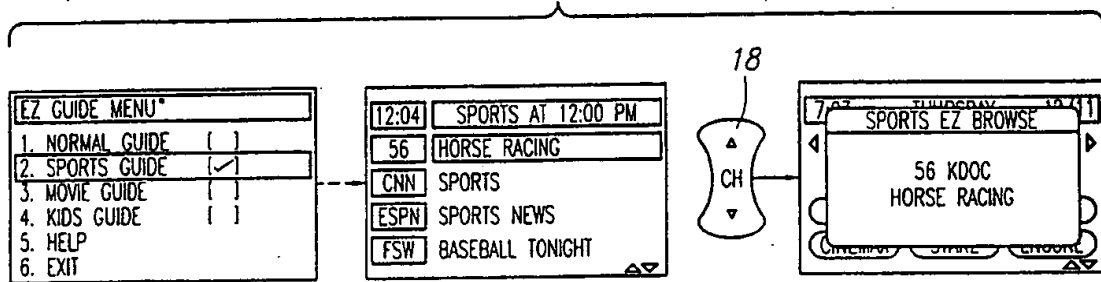 18
EZ GUIDE MENU"
1. NORMAL GUIDE [ ]
2. SPORTS GUIDE [✓]
3. MOVIE GUIDE [ ]
4. KIDS GUIDE [ ]
5. HELP
6. EXIT
12:04 SPORTS AT 12:00 PM
56 HORSE RACING
CNN SPORTS
ESPN SPORTS NEWS
FSW BASEBALL TONIGHT
CH
THURSDAY
SPORTS EZ BROWSE
56 KDOC
HORSE RACING